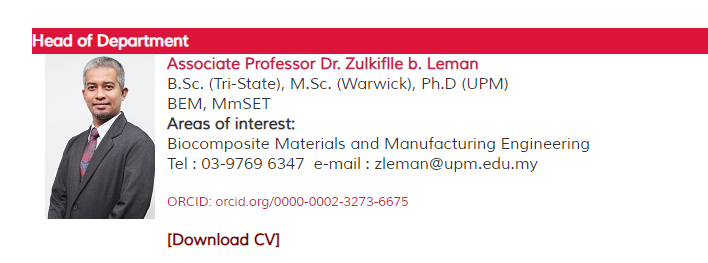 Head of Department
Associate Professor Dr. Zulkiflle b. Leman
B.Sc. (Tri-State), M.Sc. (Warwick), Ph.D (UPM)
BEM, MmSET
Areas of interest:
Biocomposite Materials and Manufacturing Engineering
Tel : 03-9769 6347  e-mail : zleman@upm.edu.my
ORCID: orcid.org/0000-0002-3273-6675
[Download CV]